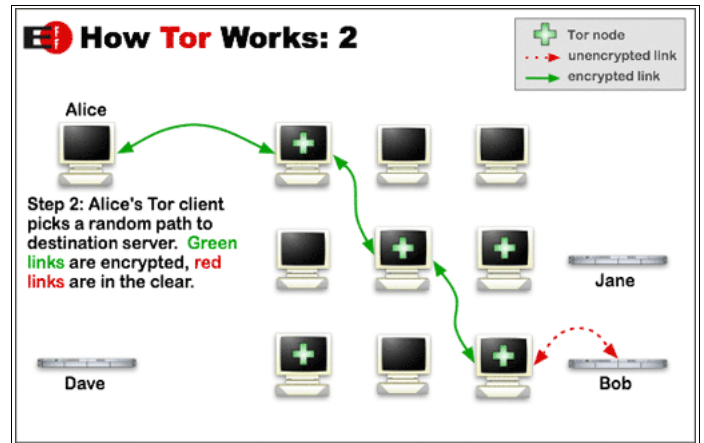 EFF How Tor Works: 2
Tor node
unencrypted link
encrypted link
Alice
Step 2: Alice's Tor client
picks a random path to
destination server. Green
links are encrypted, red
links are in the clear.
Jane
Dave
Bob